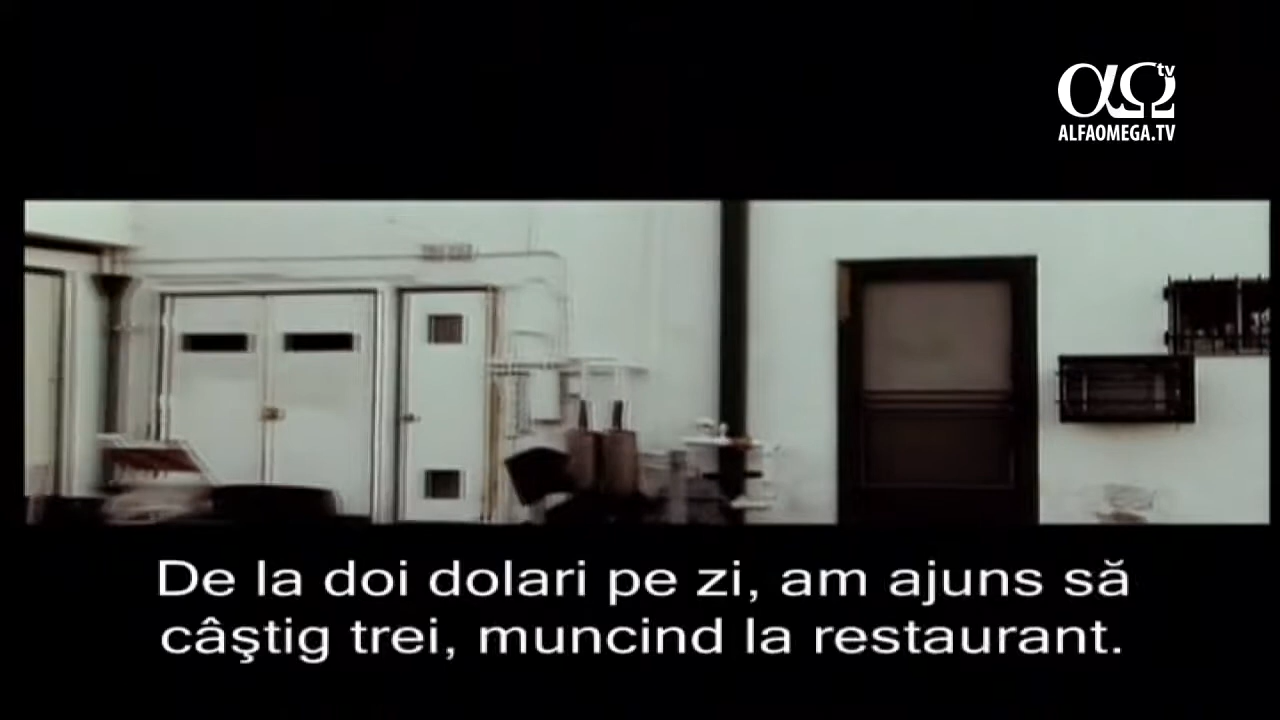 αΩ tv
ALFAOMEGA.TV
De la doi dolari pe zi, am ajuns să
câştig trei, muncind la restaurant.